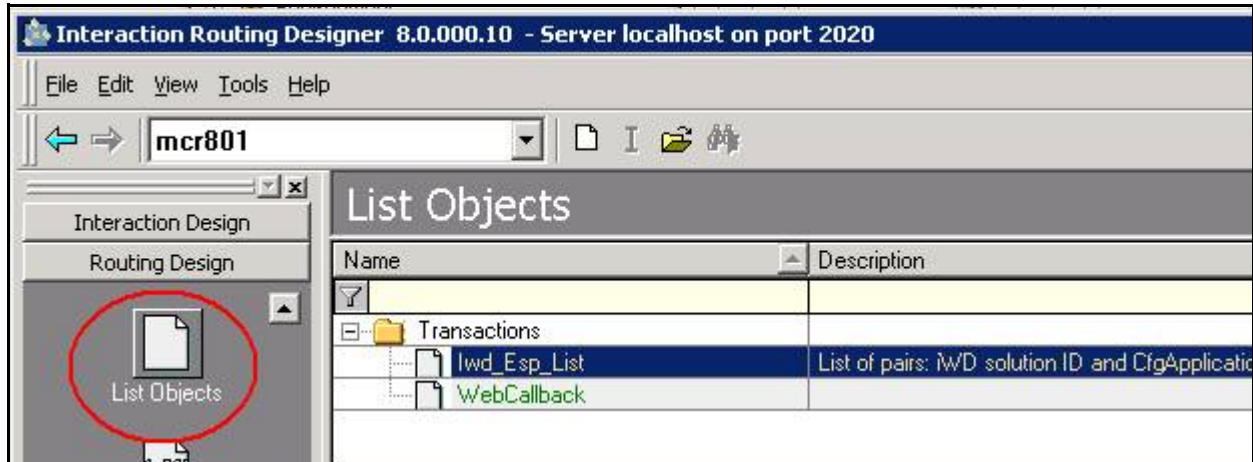 Interaction Routing Designer 8.0.000.10 - Server localhost on port 2020
File Edit View Tools Help
mcr801
Interaction Design
Routing Design
List Objects
List Objects
Name Description
Transactions
Iwd_Esp_List List of pairs: iWD solution ID and CfgApplicatio
WebCallback